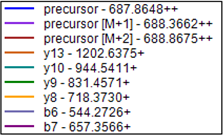 precursor - 687.8648++
precursor [M+1] - 688.3662++
precursor [M+2] - 688.8675++
y13 - 1202.6375+
y10 - 944.5411+
y9 - 831.4571+
y8 - 718.3730+
b6 - 544.2726+
b7 - 657.3566+